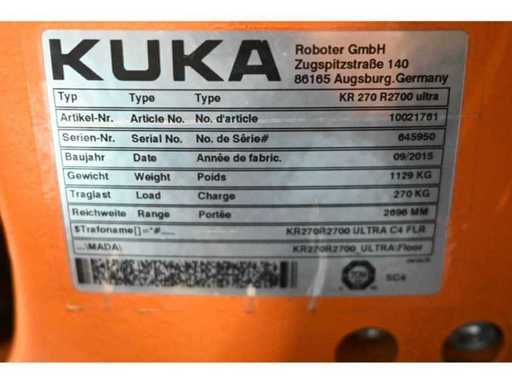 KUKA
Roboter GmbH
Zugspitzstraße 140
86165 Augsburg.Germany
Typ Type Type KR 270 R2700 ultra
Artikel-Nr. Article No. No. d'article 10021761
Serien-Nr. Serial No. No. de Série# 645950
Baujahr Date Année de fabric. 09/2015
Gewicht Weight Poids 1129 KG
Traglast Load Charge 270 KG
Reichweite Range Portée 2696 MM
$Trafoname[]="#..... KR270R2700 ULTRA C4 FLR
...\MADA\ KR270R2700_ULTRA\Floor
SC4